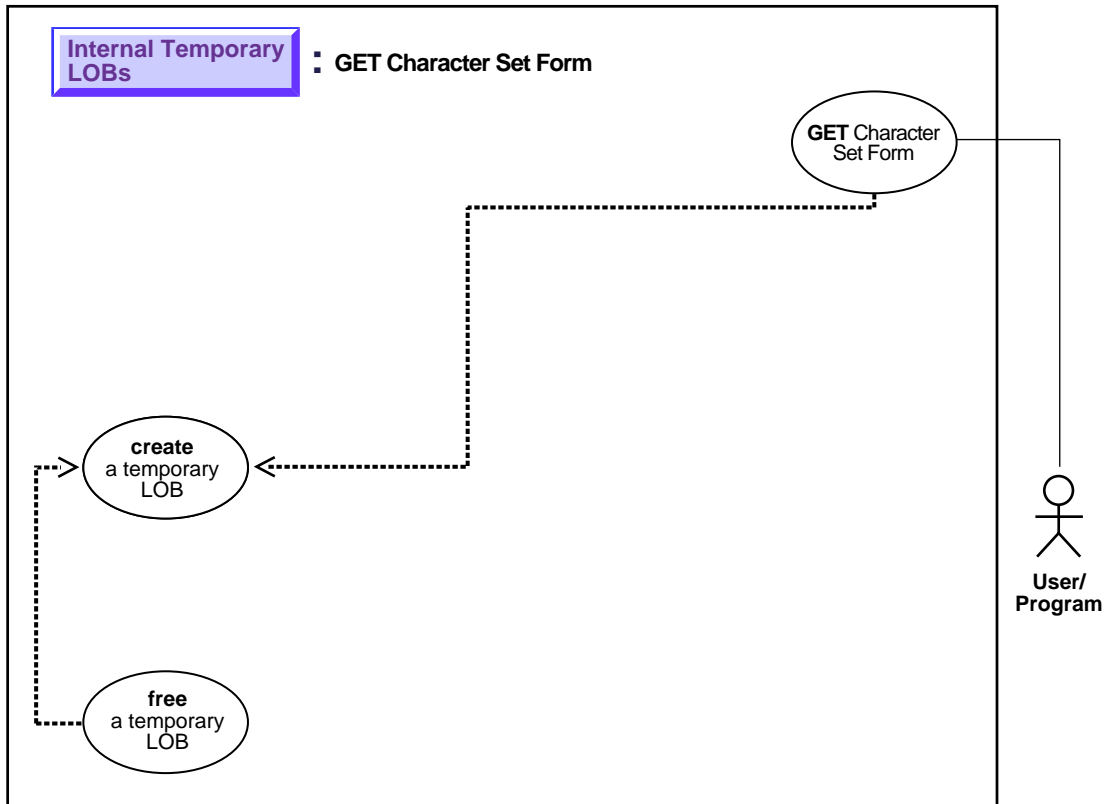 Internal Temporary
LOBs
: GET Character Set Form
GET Character
Set Form
create
a temporary
LOB
User/
Program
free
a temporary
LOB